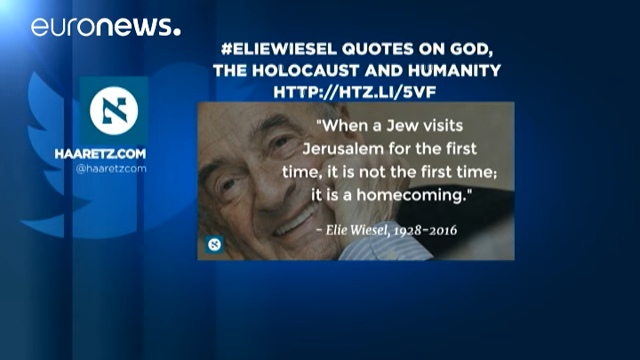 euronews.
#ELIEWIESEL QUOTES ON GOD,
THE HOLOCAUST AND HUMANITY
HTTP://HTZ.LI/5VF
א
HAARETZ.COM
@haaretzcom
"When a Jew visits
Jerusalem for the first
time, it is not the first time;
it is a homecoming."
- Elie Wiesel, 1928-2016
א